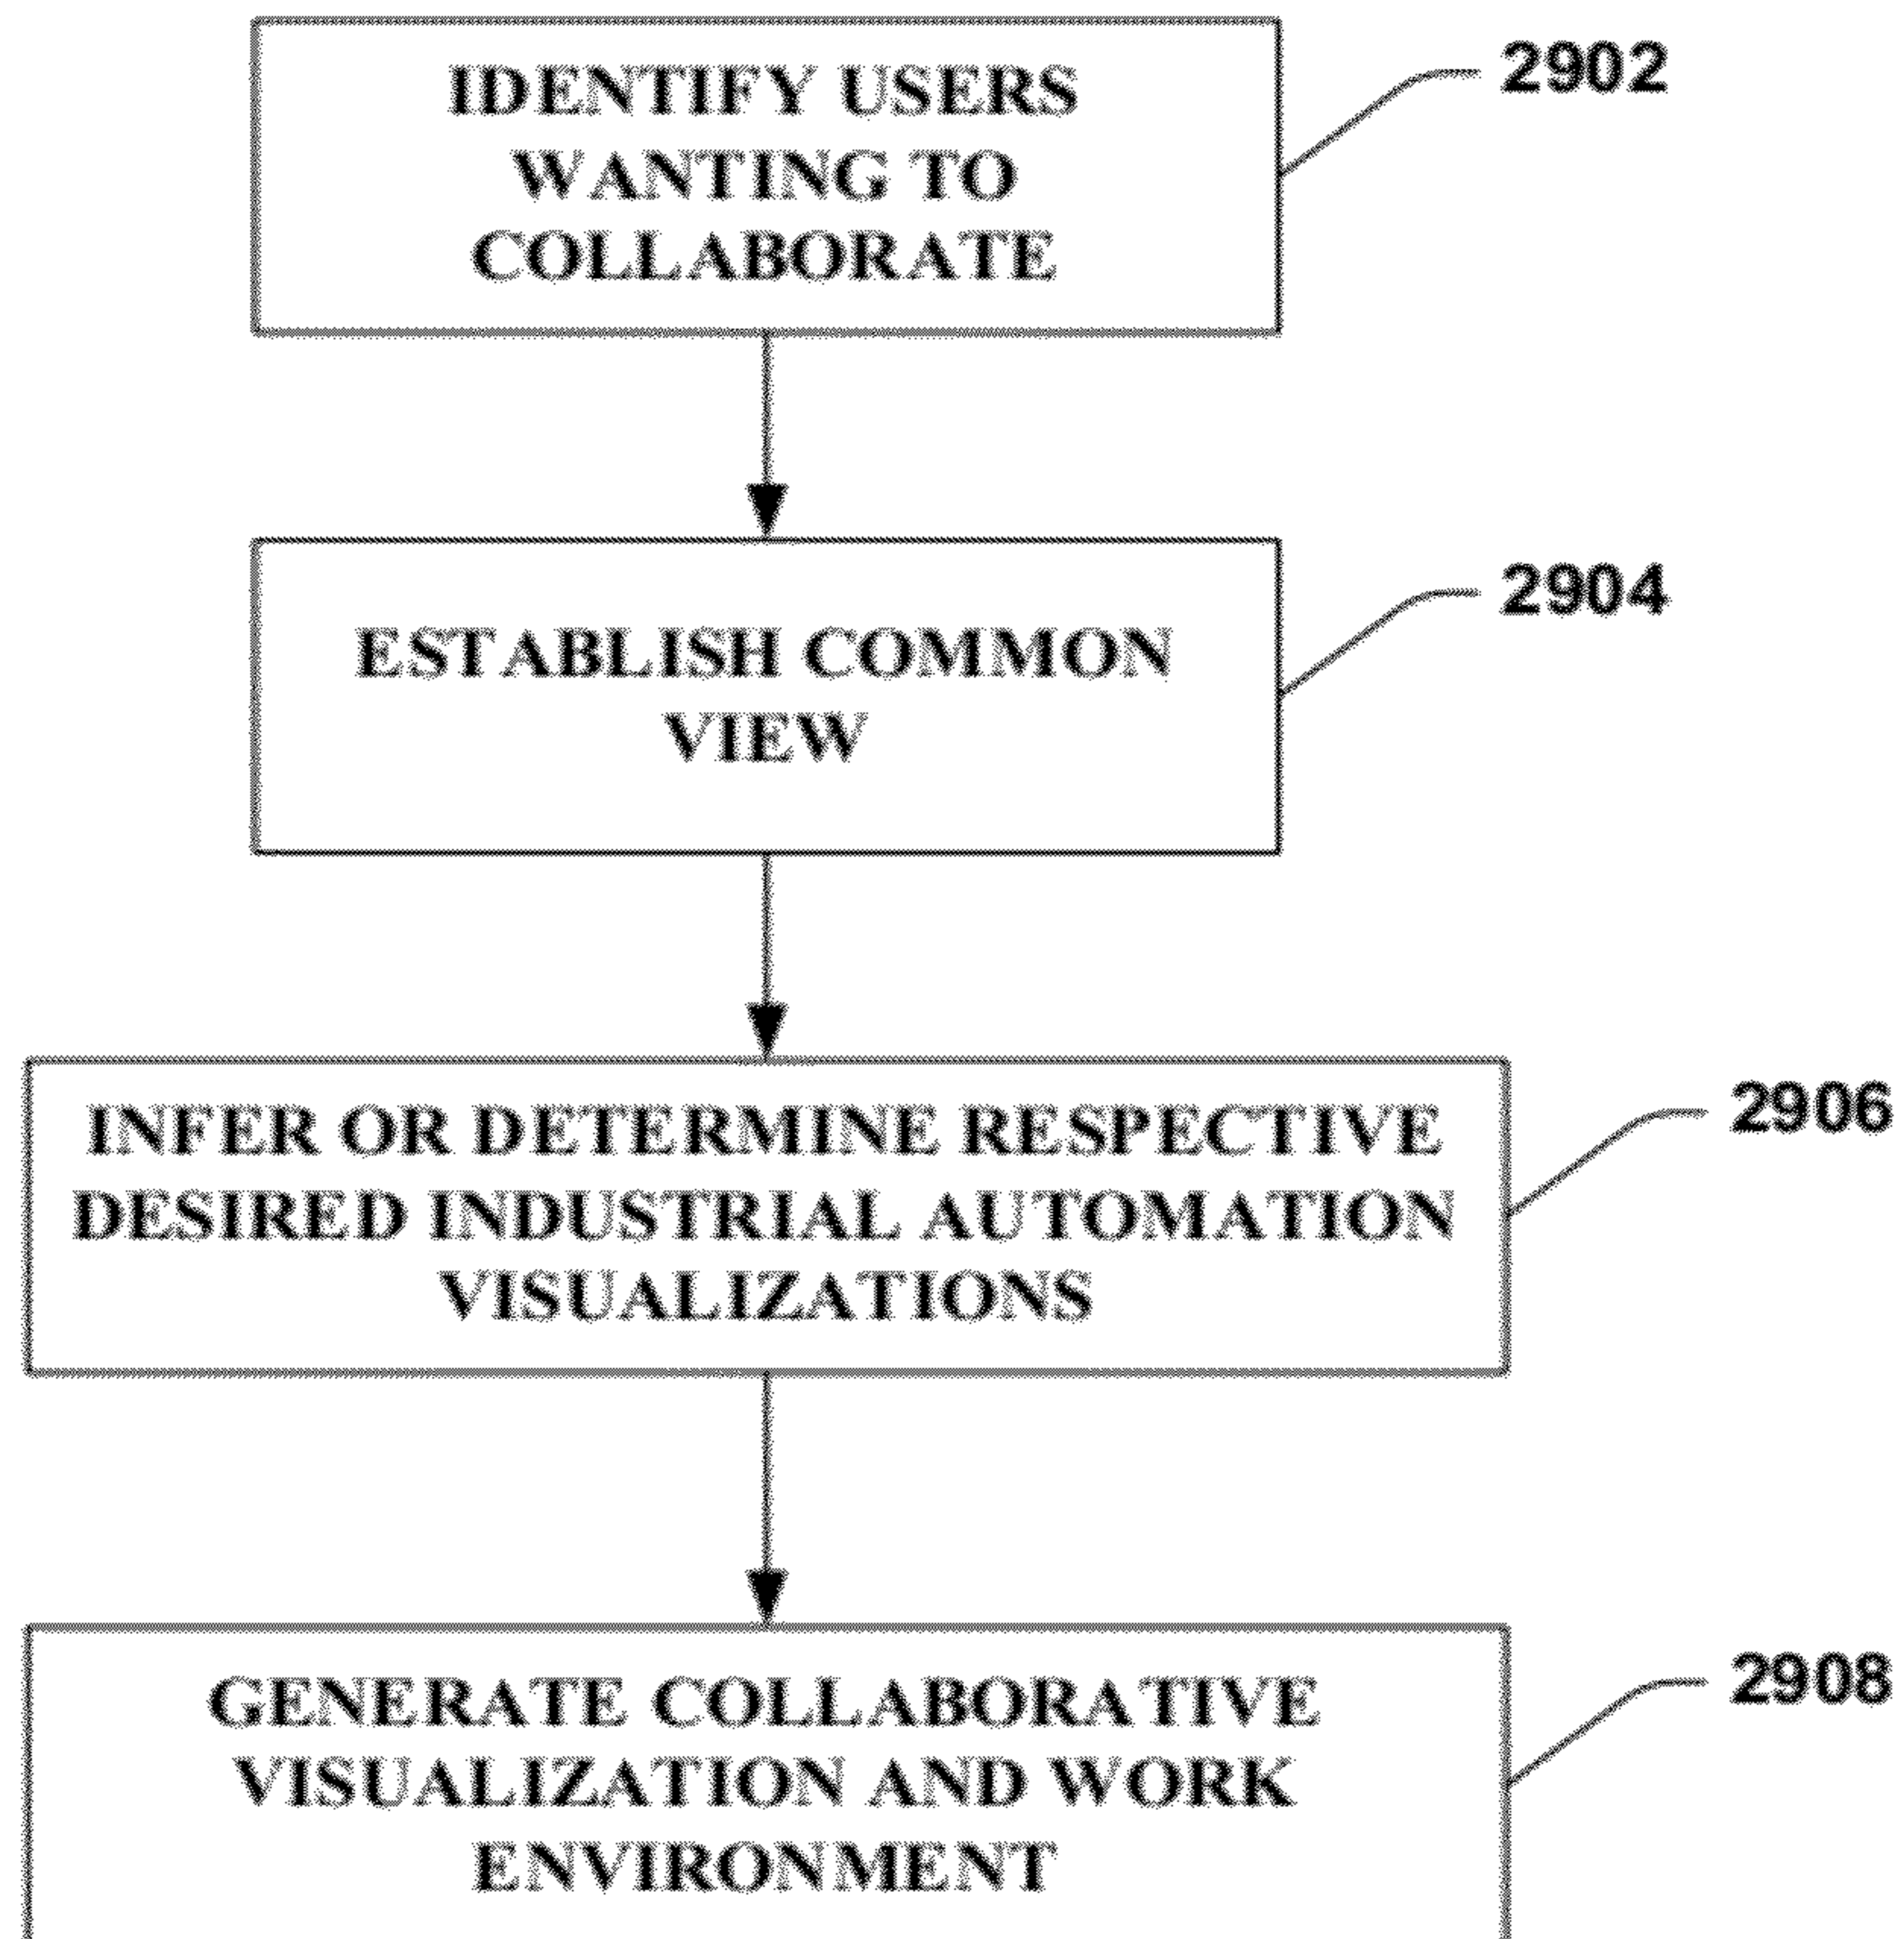 IDENTIFY USERS
WANTING TO
COLLABORATE
2902
ESTABLISH COMMON
VIEW
2904
INFER OR DETERMINE RESPECTIVE
DESIRED INDUSTRIAL AUTOMATION
VISUALIZATIONS
2906
GENERATE COLLABORATIVE
VISUALIZATION AND WORK
ENVIRONMENT
2908